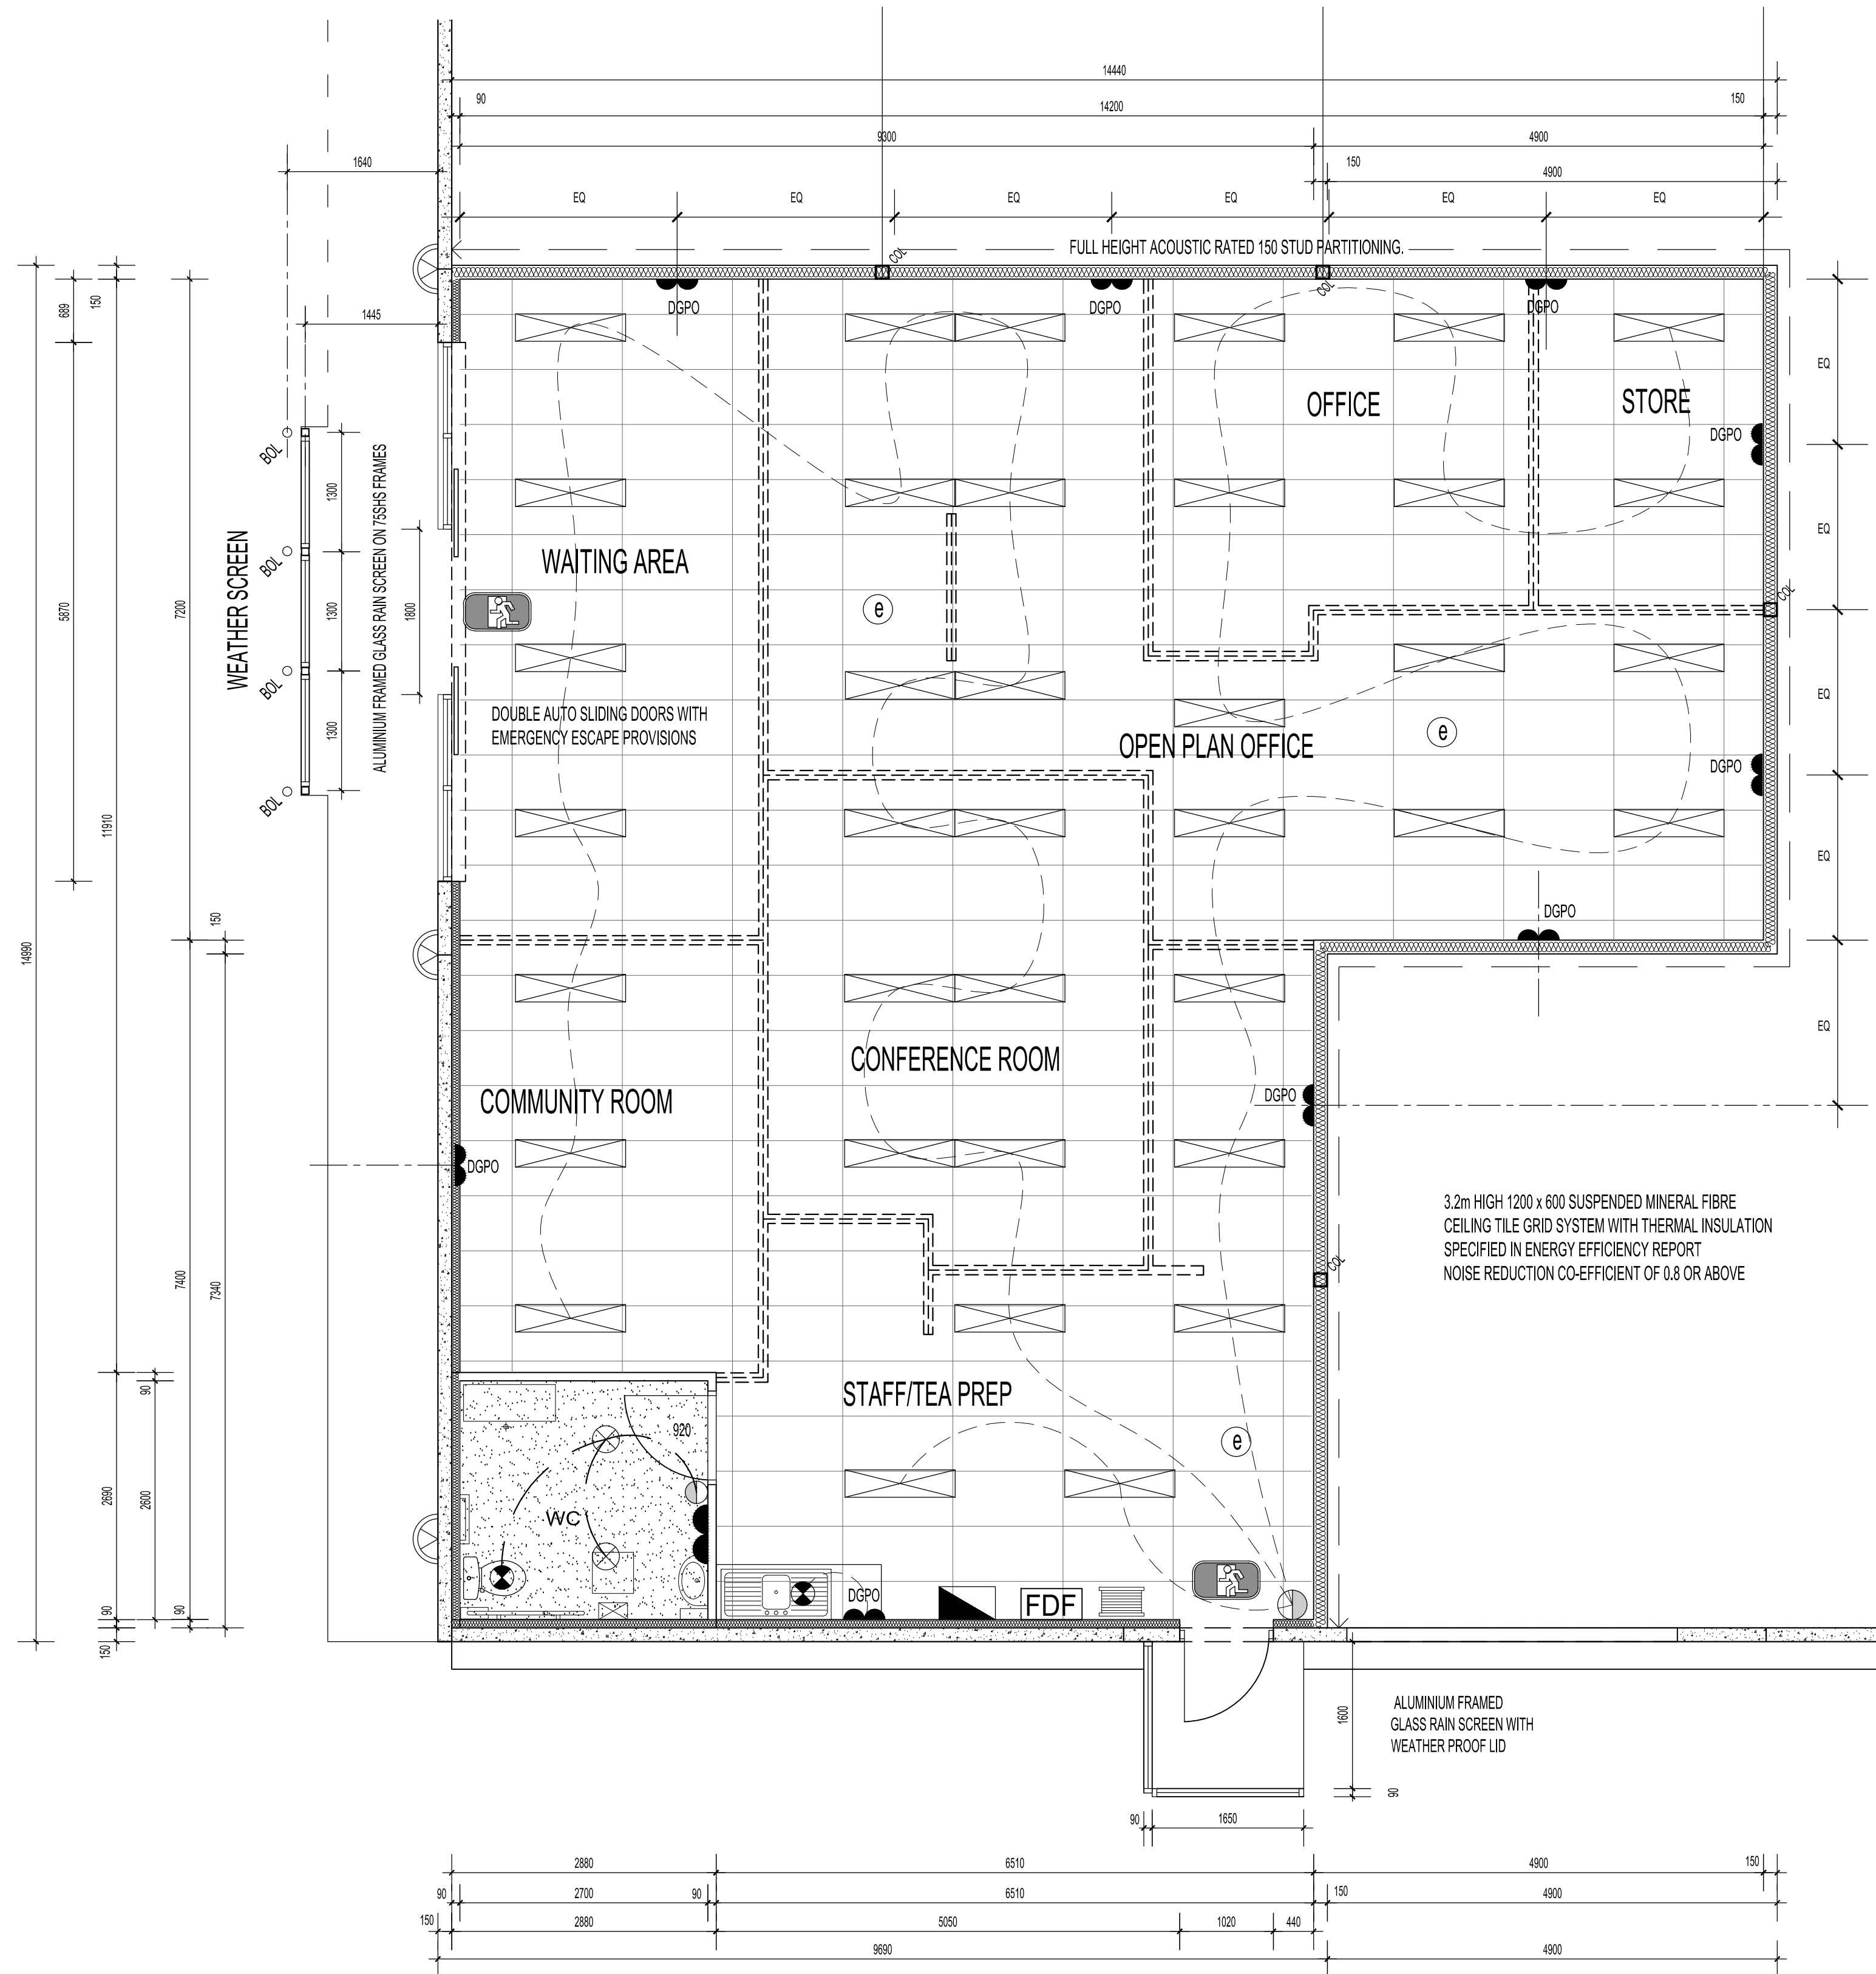 14440
90
14200
150
9300
4900
1640
150
4900
EQ
EQ
EQ
EQ
EQ
EQ
FULL HEIGHT ACOUSTIC RATED 150 STUD PARTITIONING.
COL
COL
DGPO
DGPO
DGPO
150
689
1445
EQ
OFFICE
STORE
DGPO
BOL
1300
ALUMINIUM FRAMED GLASS RAIN SCREEN ON 75SHS FRAMES
WEATHER SCREEN
EQ
WAITING AREA
BOL
5870
7200
1300
1800
e
COL
BOL
EQ
DOUBLE AUTO SLIDING DOORS WITH
EMERGENCY ESCAPE PROVISIONS
1300
OPEN PLAN OFFICE
e
DGPO
BOL
11910
EQ
150
DGPO
14990
EQ
CONFERENCE ROOM
COMMUNITY ROOM
DGPO
DGPO
3.2m HIGH 1200 x 600 SUSPENDED MINERAL FIBRE
CEILING TILE GRID SYSTEM WITH THERMAL INSULATION
SPECIFIED IN ENERGY EFFICIENCY REPORT
NOISE REDUCTION CO-EFFICIENT OF 0.8 OR ABOVE
COL
7400
7340
90
STAFF/TEA PREP
920
e
2690
2600
WC
DGPO
FDF
90
90
150
1600
ALUMINIUM FRAMED
GLASS RAIN SCREEN WITH
WEATHER PROOF LID
90
90
1650
2880
6510
4900
150
90
2700
90
6510
150
4900
150
2880
5050
1020
440
9690
4900